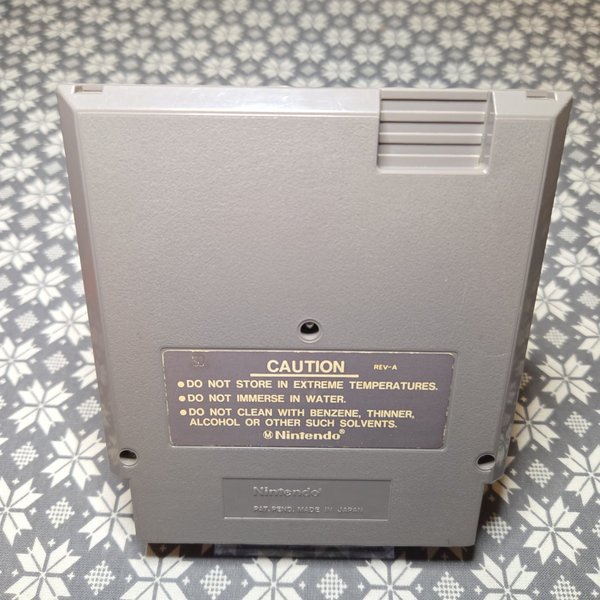 CAUTION REV-A
● DO NOT STORE IN EXTREME TEMPERATURES.
● DO NOT IMMERSE IN WATER.
● DO NOT CLEAN WITH BENZENE, THINNER,
ALCOHOL OR OTHER SUCH SOLVENTS.
Ⓜ Nintendo®
Nintendo®
PAT. PEND. MADE IN JAPAN